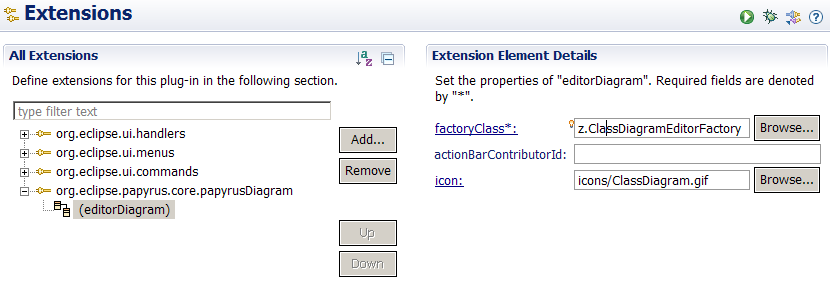 Extensions
All Extensions
Define extensions for this plug-in in the following section.
type filter text
org.eclipse.ui.handlers
org.eclipse.ui.menus
org.eclipse.ui.commands
org.eclipse.papyrus.core.papyrusDiagram
(editorDiagram)
Add...
Remove
Up
Down
Extension Element Details
Set the properties of "editorDiagram". Required fields are denoted
by "*".
factoryClass*: z.ClassDiagramEditorFactory Browse...
actionBarContributorId:
icon: icons/ClassDiagram.gif Browse...